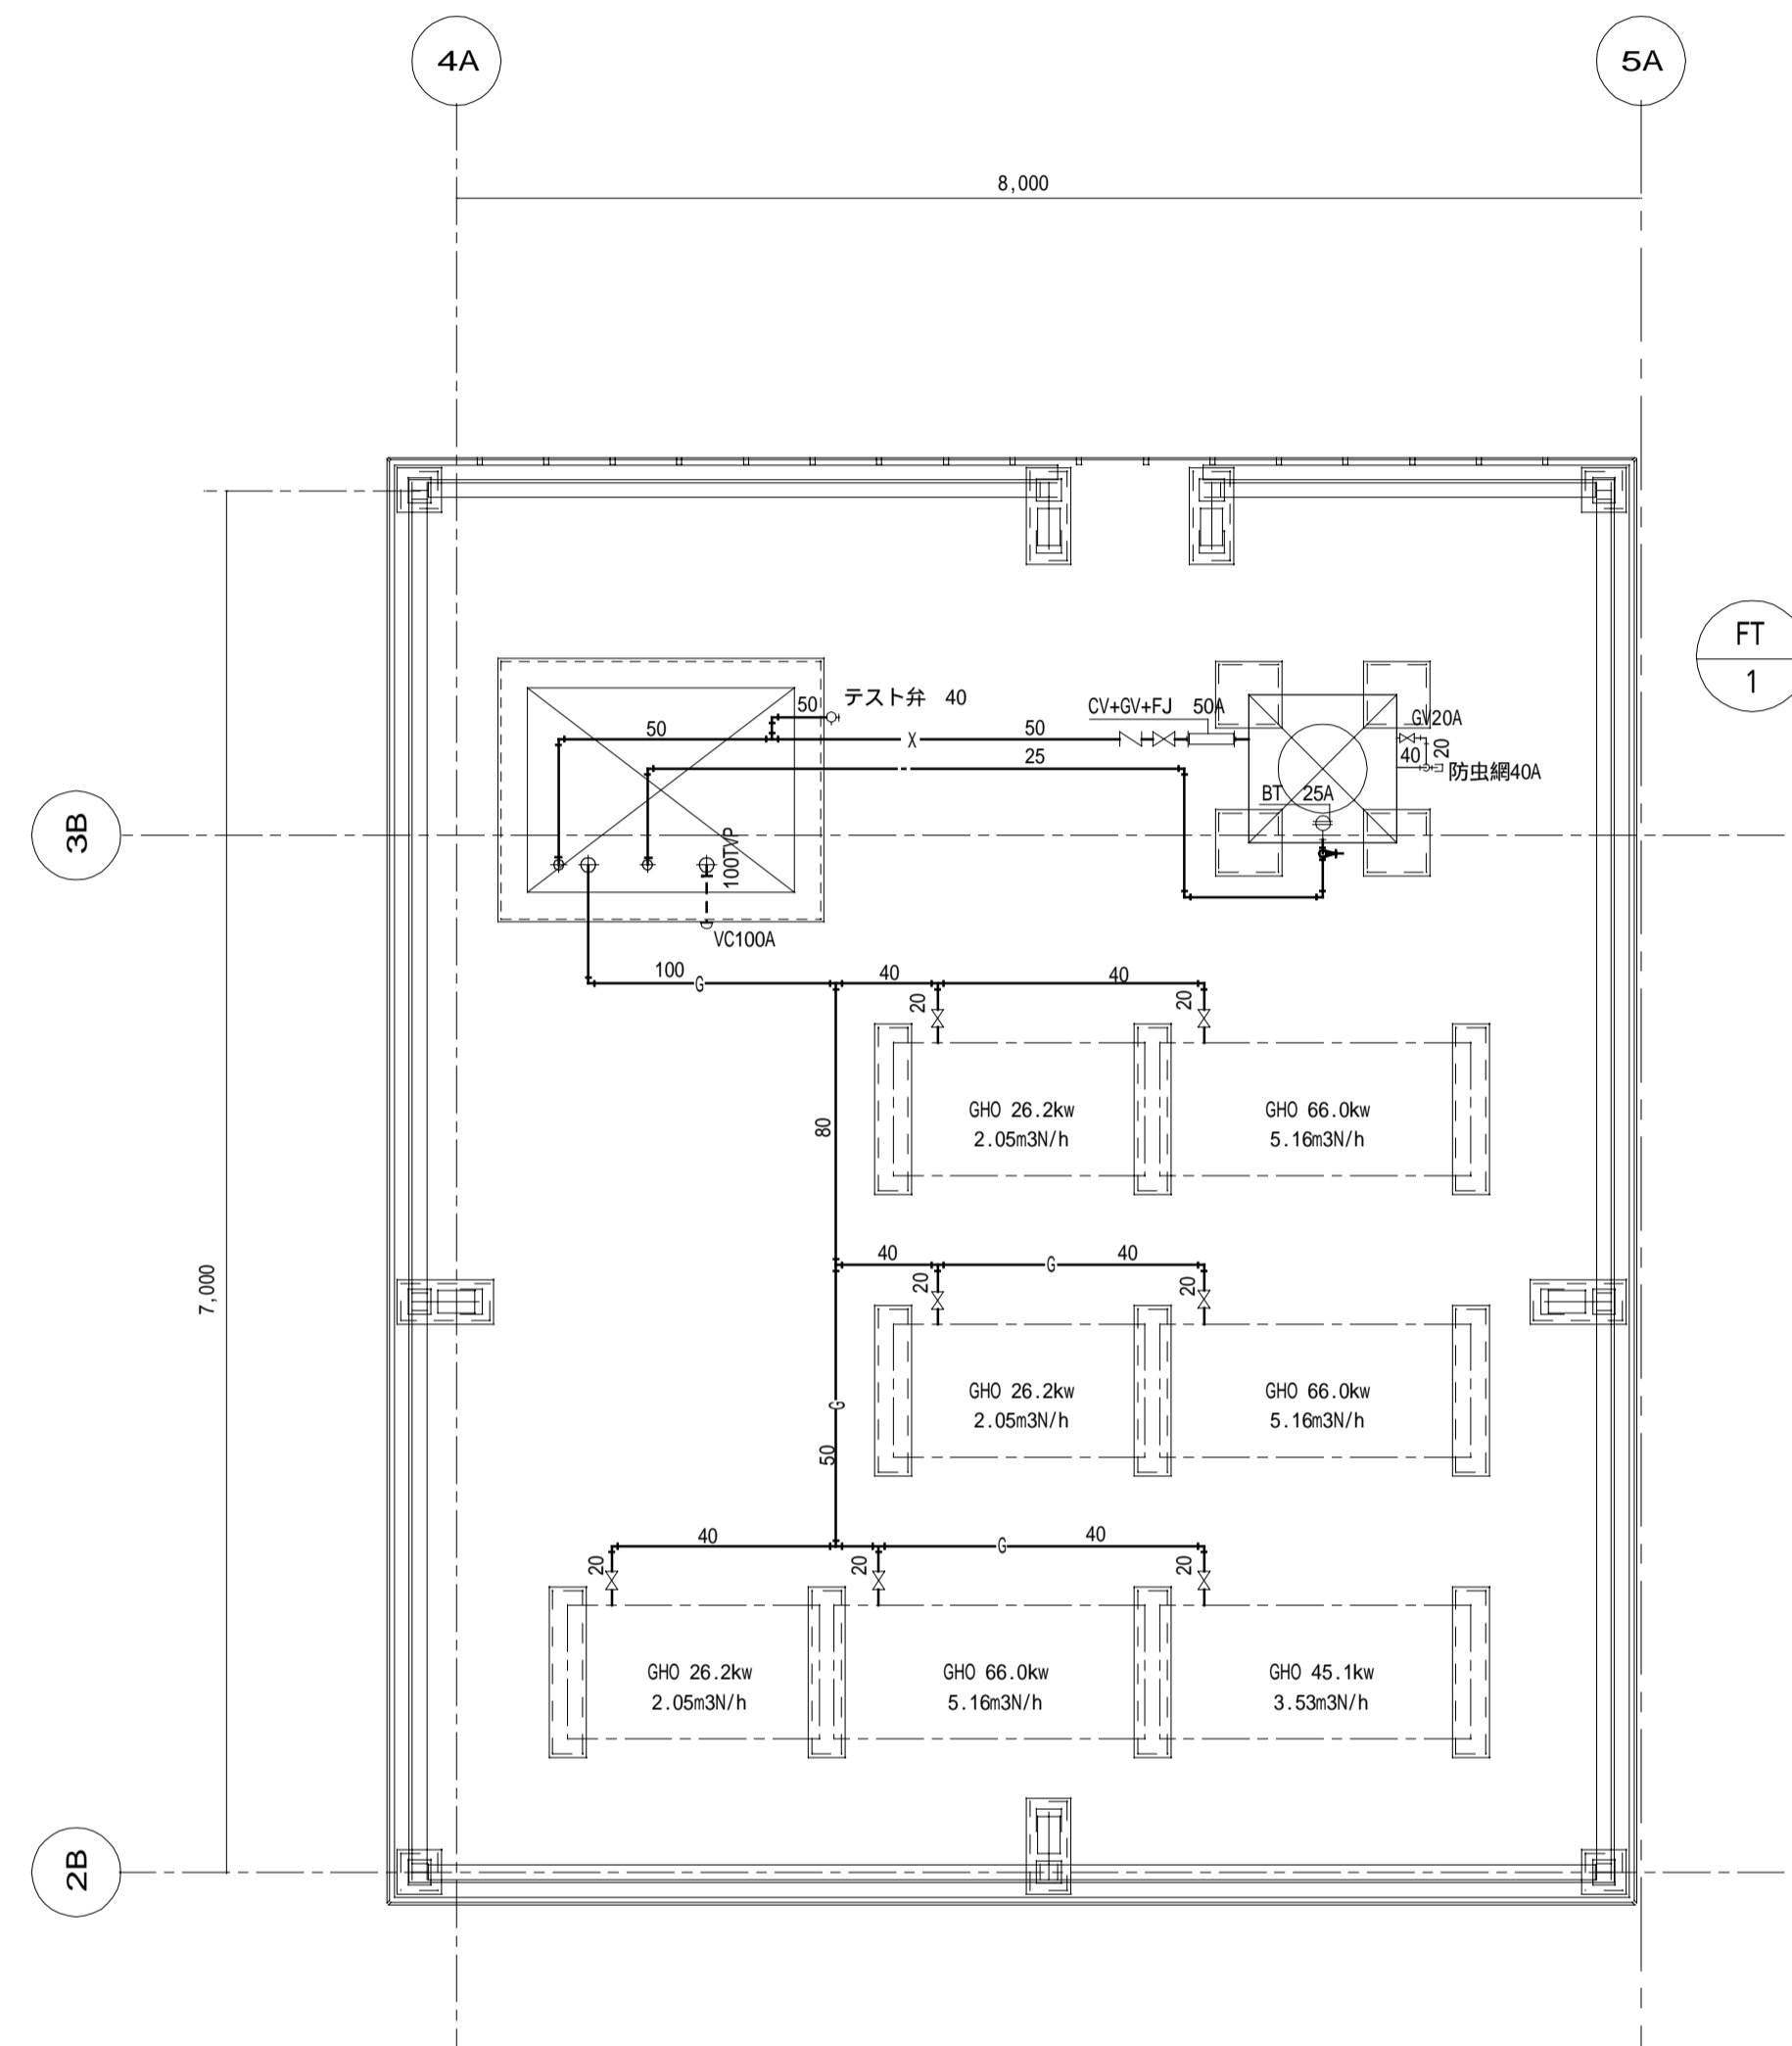 4A
5A
8,000
FT
1
テスト弁 40
50
50
X
50
CV+GV+FJ 50A
GV20A
25
40
20
防虫網40A
BT 25A
3B
100TVP
VC100A
100
G
40
40
20
20
80
GHO 26.2kw
2.05m3N/h
GHO 66.0kw
5.16m3N/h
7,000
40
G
40
20
20
GHO 26.2kw
2.05m3N/h
GHO 66.0kw
5.16m3N/h
G
50
40
G
40
20
20
20
GHO 26.2kw
2.05m3N/h
GHO 66.0kw
5.16m3N/h
GHO 45.1kw
3.53m3N/h
2B